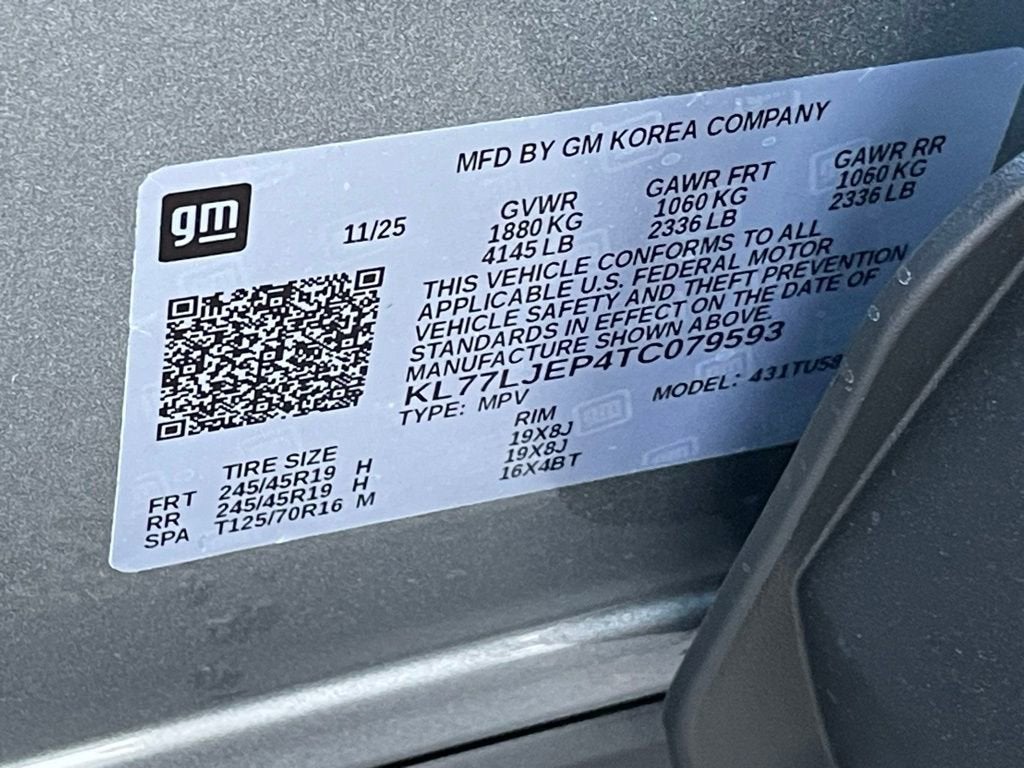 MFD BY GM KOREA COMPANY
gm
11/25
GVWR
1880 KG
4145 LB
GAWR FRT
1060 KG
2336 LB
GAWR RR
1060 KG
2336 LB
THIS VEHICLE CONFORMS TO ALL
APPLICABLE U.S. FEDERAL MOTOR
VEHICLE SAFETY AND THEFT PREVENTION
STANDARDS IN EFFECT ON THE DATE OF
MANUFACTURE SHOWN ABOVE.
KL77LJEP4TC079593
TYPE: MPV
MODEL: 431TU58
TIRE SIZE RIM
FRT 245/45R19 H 19X8J
RR 245/45R19 H 19X8J
SPA T125/70R16 M 16X4BT